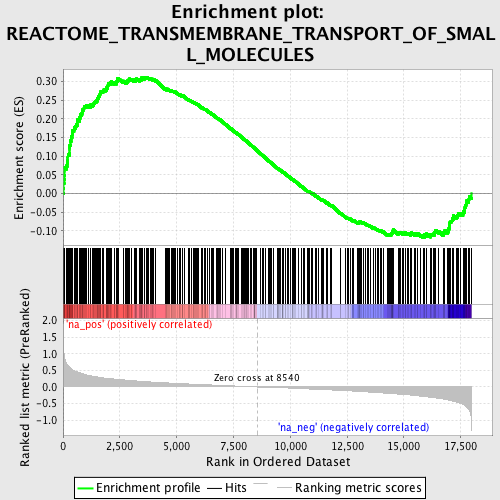 Enrichment plot:
REACTOME_TRANSMEMBRANE_TRANSPORT_OF_SMAL
L_MOLECULES
Enrichment score (ES)
0.30
0.25
0.20
0.15
0.10
0.05
0.00
-0.05
-0.10
Ranked list metric (PreRanked)
2.0
1.5
1.0
0.5
0.0
-0.5
-1.0
'na_pos' (positively correlated)
Zero cross at 8540
'na_neg' (negatively correlated)
0
2,500
5,000
7,500
10,000
12,500
15,000
17,500
Rank in Ordered Dataset
Enrichment profile
Hits
Ranking metric scores